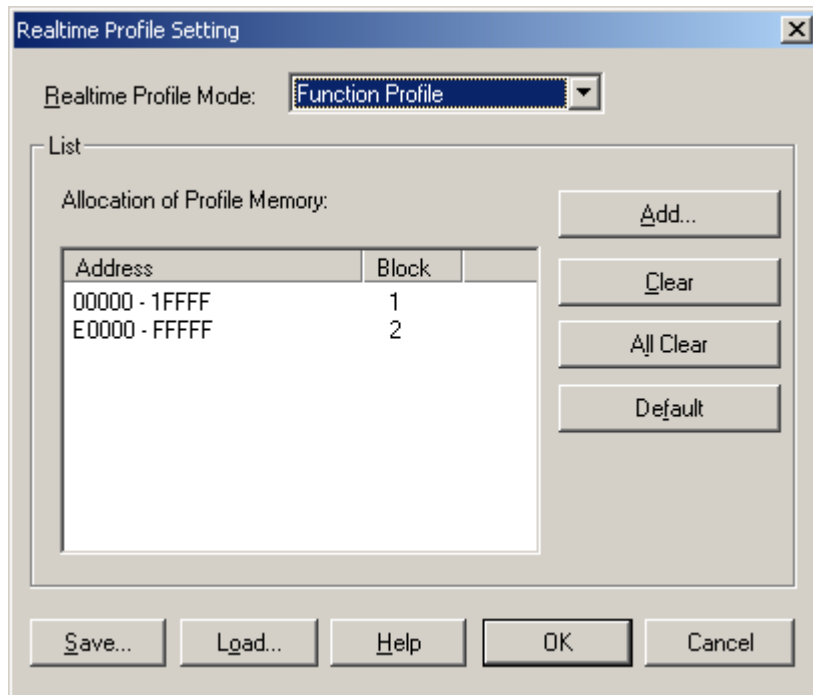 Realtime Profile Setting
Realtime Profile Mode: Function Profile
List
Allocation of Profile Memory:
Add...
Address Block
Clear
00000 - 1FFFF 1
E0000 - FFFFF 2
All Clear
Default
Save... Load... Help OK Cancel